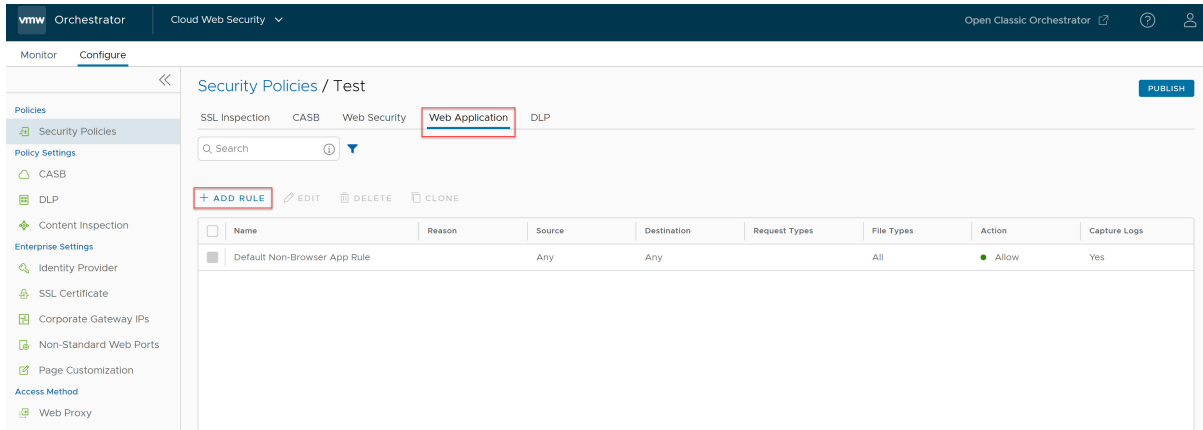 vmw Orchestrator Cloud Web Security Open Classic Orchestrator
Monitor Configure
Security Policies / Test
PUBLISH
Policies
Security Policies
Policy Settings
CASB
DLP
Content Inspection
Enterprise Settings
Identity Provider
SSL Certificate
Corporate Gateway IPs
Non-Standard Web Ports
Page Customization
Access Method
Web Proxy
SSL Inspection CASB Web Security Web Application DLP
Search
+ ADD RULE EDIT DELETE CLONE
Name Reason Source Destination Request Types File Types Action Capture Logs
Default Non-Browser App Rule Any Any All Allow Yes